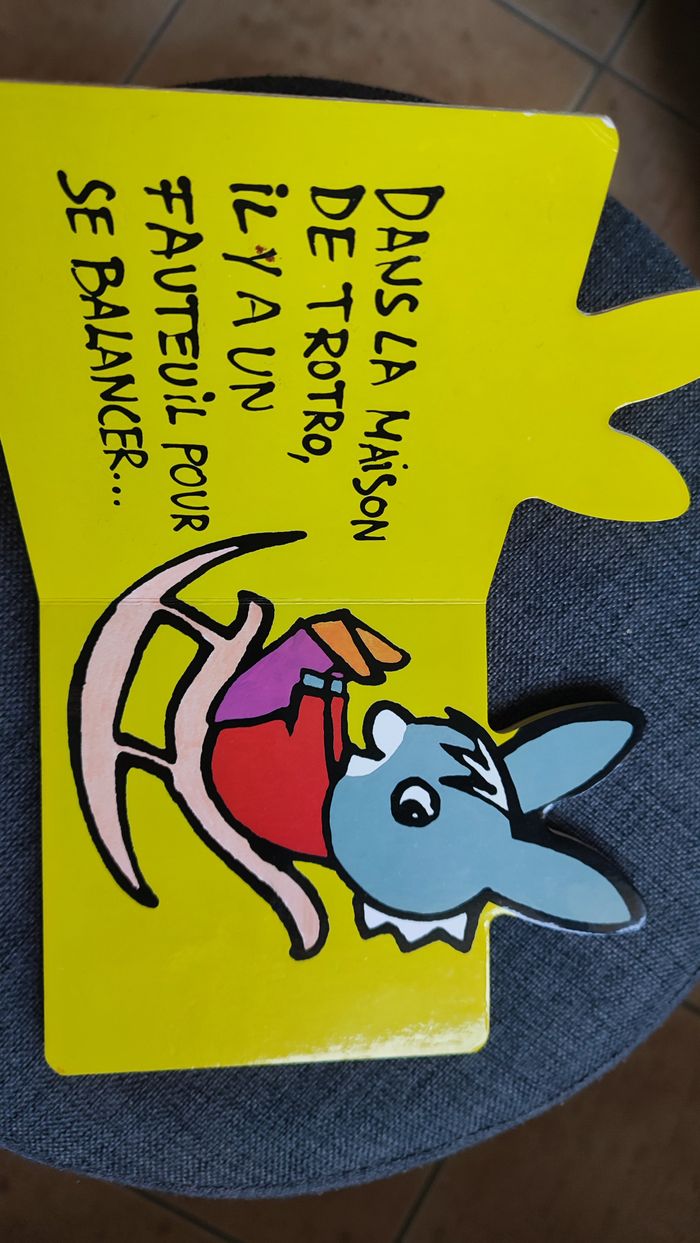 DANS LA MAiSON
DE TROTRO,
iL Y A UN
FAUTEUiL POUR
SE BALANCER...